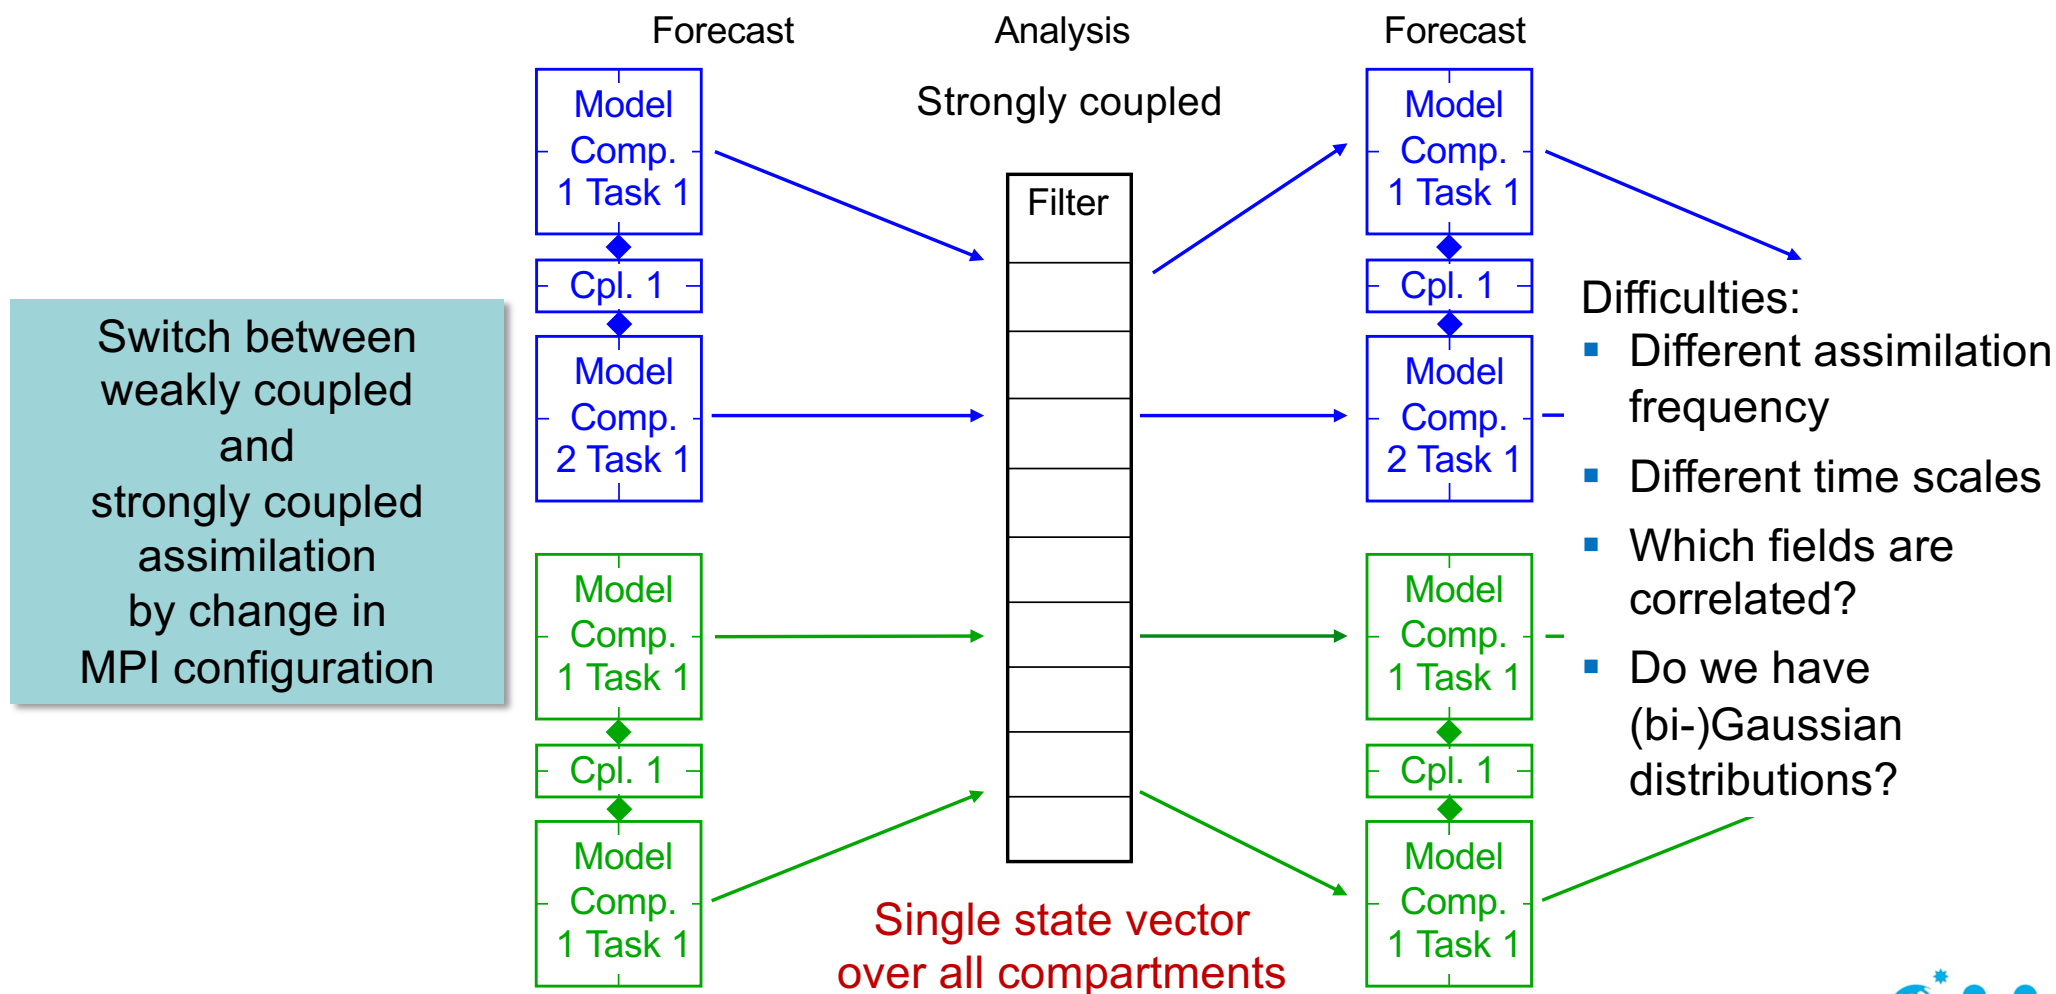 Forecast
Analysis
Forecast
Strongly coupled
Switch between
weakly coupled
and
strongly coupled
assimilation
by change in
MPI configuration
Model
Comp.
1 Task 1
Cpl. 1
Model
Comp.
2 Task 1
Model
Comp.
1 Task 1
Cpl. 1
Model
Comp.
1 Task 1
Filter
Single state vector
over all compartments
Model
Comp.
1 Task 1
Cpl. 1
Model
Comp.
2 Task 1
Model
Comp.
1 Task 1
Cpl. 1
Model
Comp.
1 Task 1
Difficulties:
▪ Different assimilation
frequency
▪ Different time scales
▪ Which fields are
correlated?
▪ Do we have
(bi-)Gaussian
distributions?